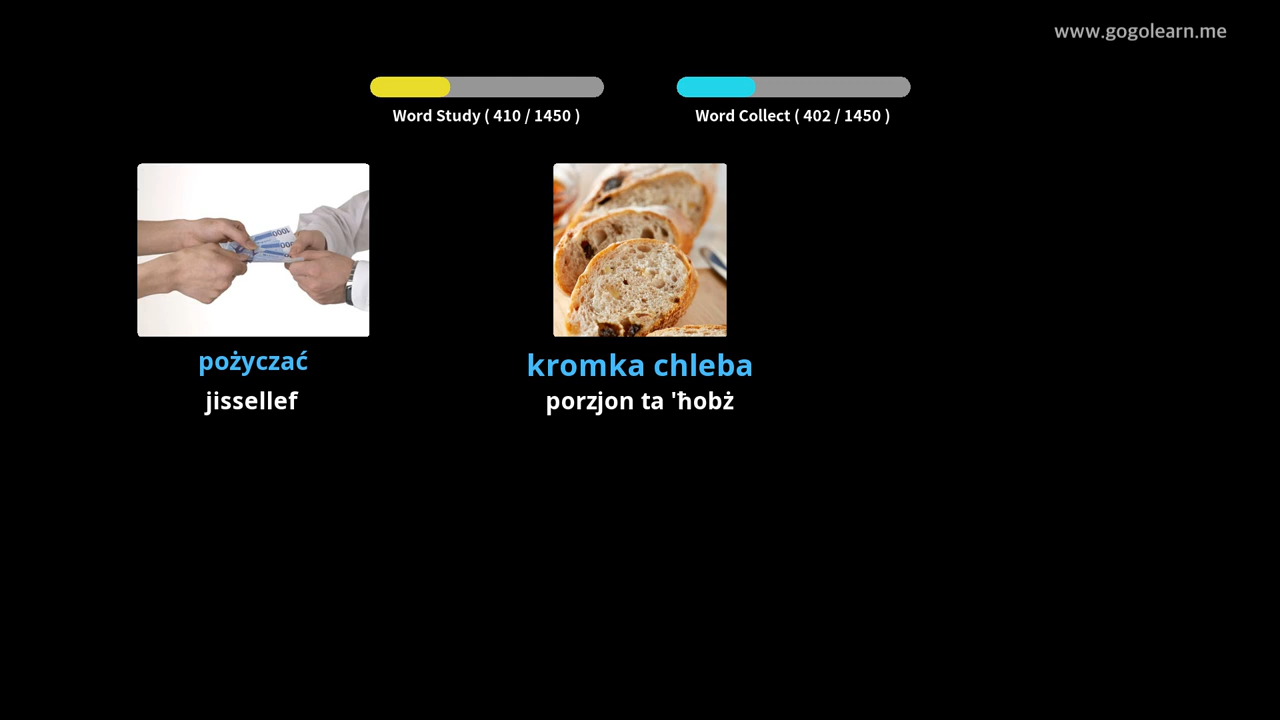 www.gogolearn.me
Word Study ( 410 / 1450 )
Word Collect ( 402 / 1450 )
pożyczać
jissellef
kromka chleba
porzjon ta 'ħobż